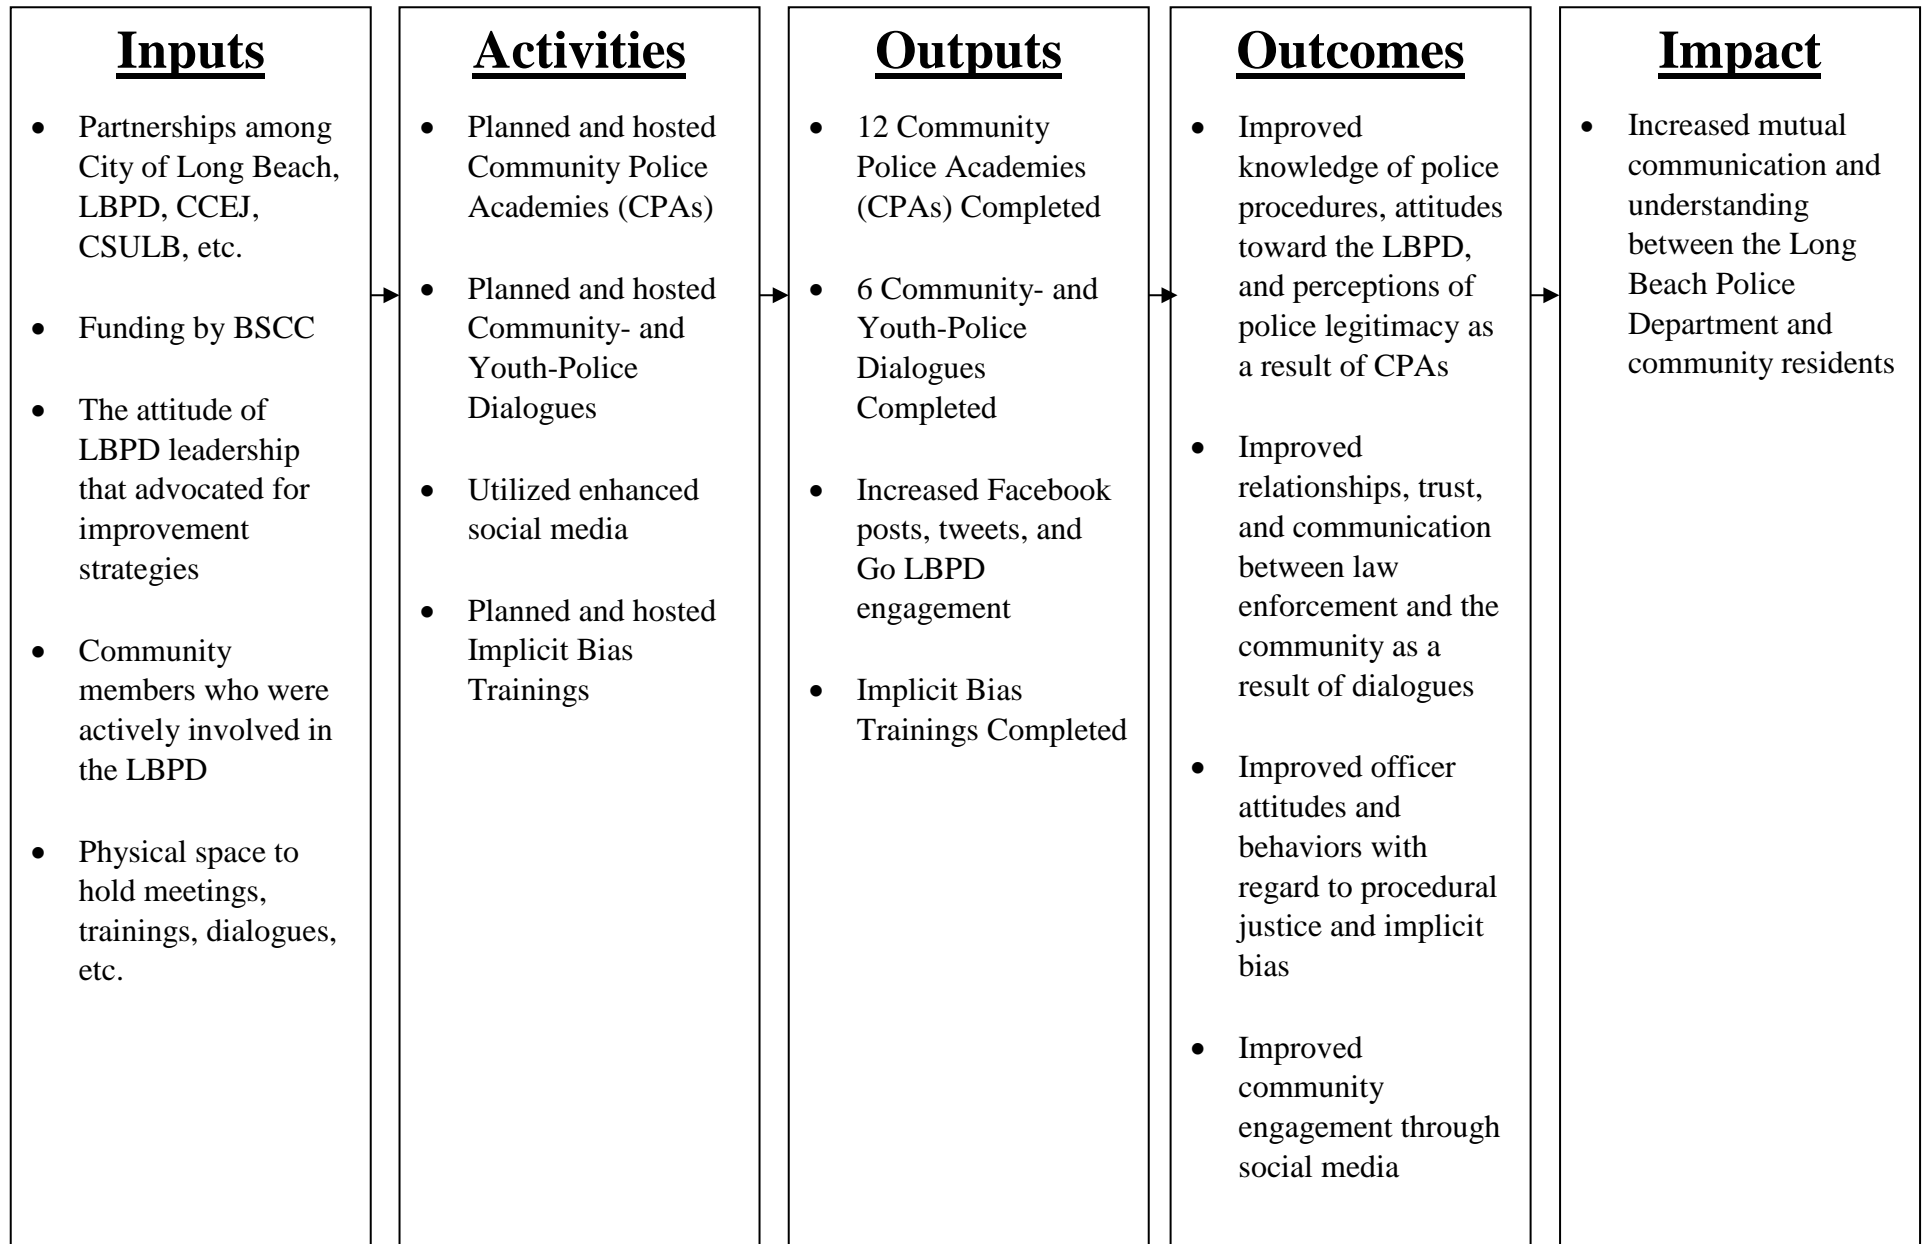 Inputs
Partnerships among
City of Long Beach,
LBPD, CCEJ,
CSULB, etc.
Funding by BSCC
The attitude of
LBPD leadership
that advocated for
improvement
strategies
Community
members who were
actively involved in
the LBPD
Physical space to
hold meetings,
trainings, dialogues,
etc.
Activities
Planned and hosted
Community Police
Academies (CPAs)
Planned and hosted
Community- and
Youth-Police
Dialogues
Utilized enhanced
social media
Planned and hosted
Implicit Bias
Trainings
Outputs
12 Community
Police Academies
(CPAs) Completed
6 Community- and
Youth-Police
Dialogues
Completed
Increased Facebook
posts, tweets, and
Go LBPD
engagement
Implicit Bias
Trainings Completed
Outcomes
Improved
knowledge of police
procedures, attitudes
toward the LBPD,
and perceptions of
police legitimacy as
a result of CPAs
Improved
relationships, trust,
and communication
between law
enforcement and the
community as a
result of dialogues
Improved officer
attitudes and
behaviors with
regard to procedural
justice and implicit
bias
Improved
community
engagement through
social media
Impact
Increased mutual
communication and
understanding
between the Long
Beach Police
Department and
community residents